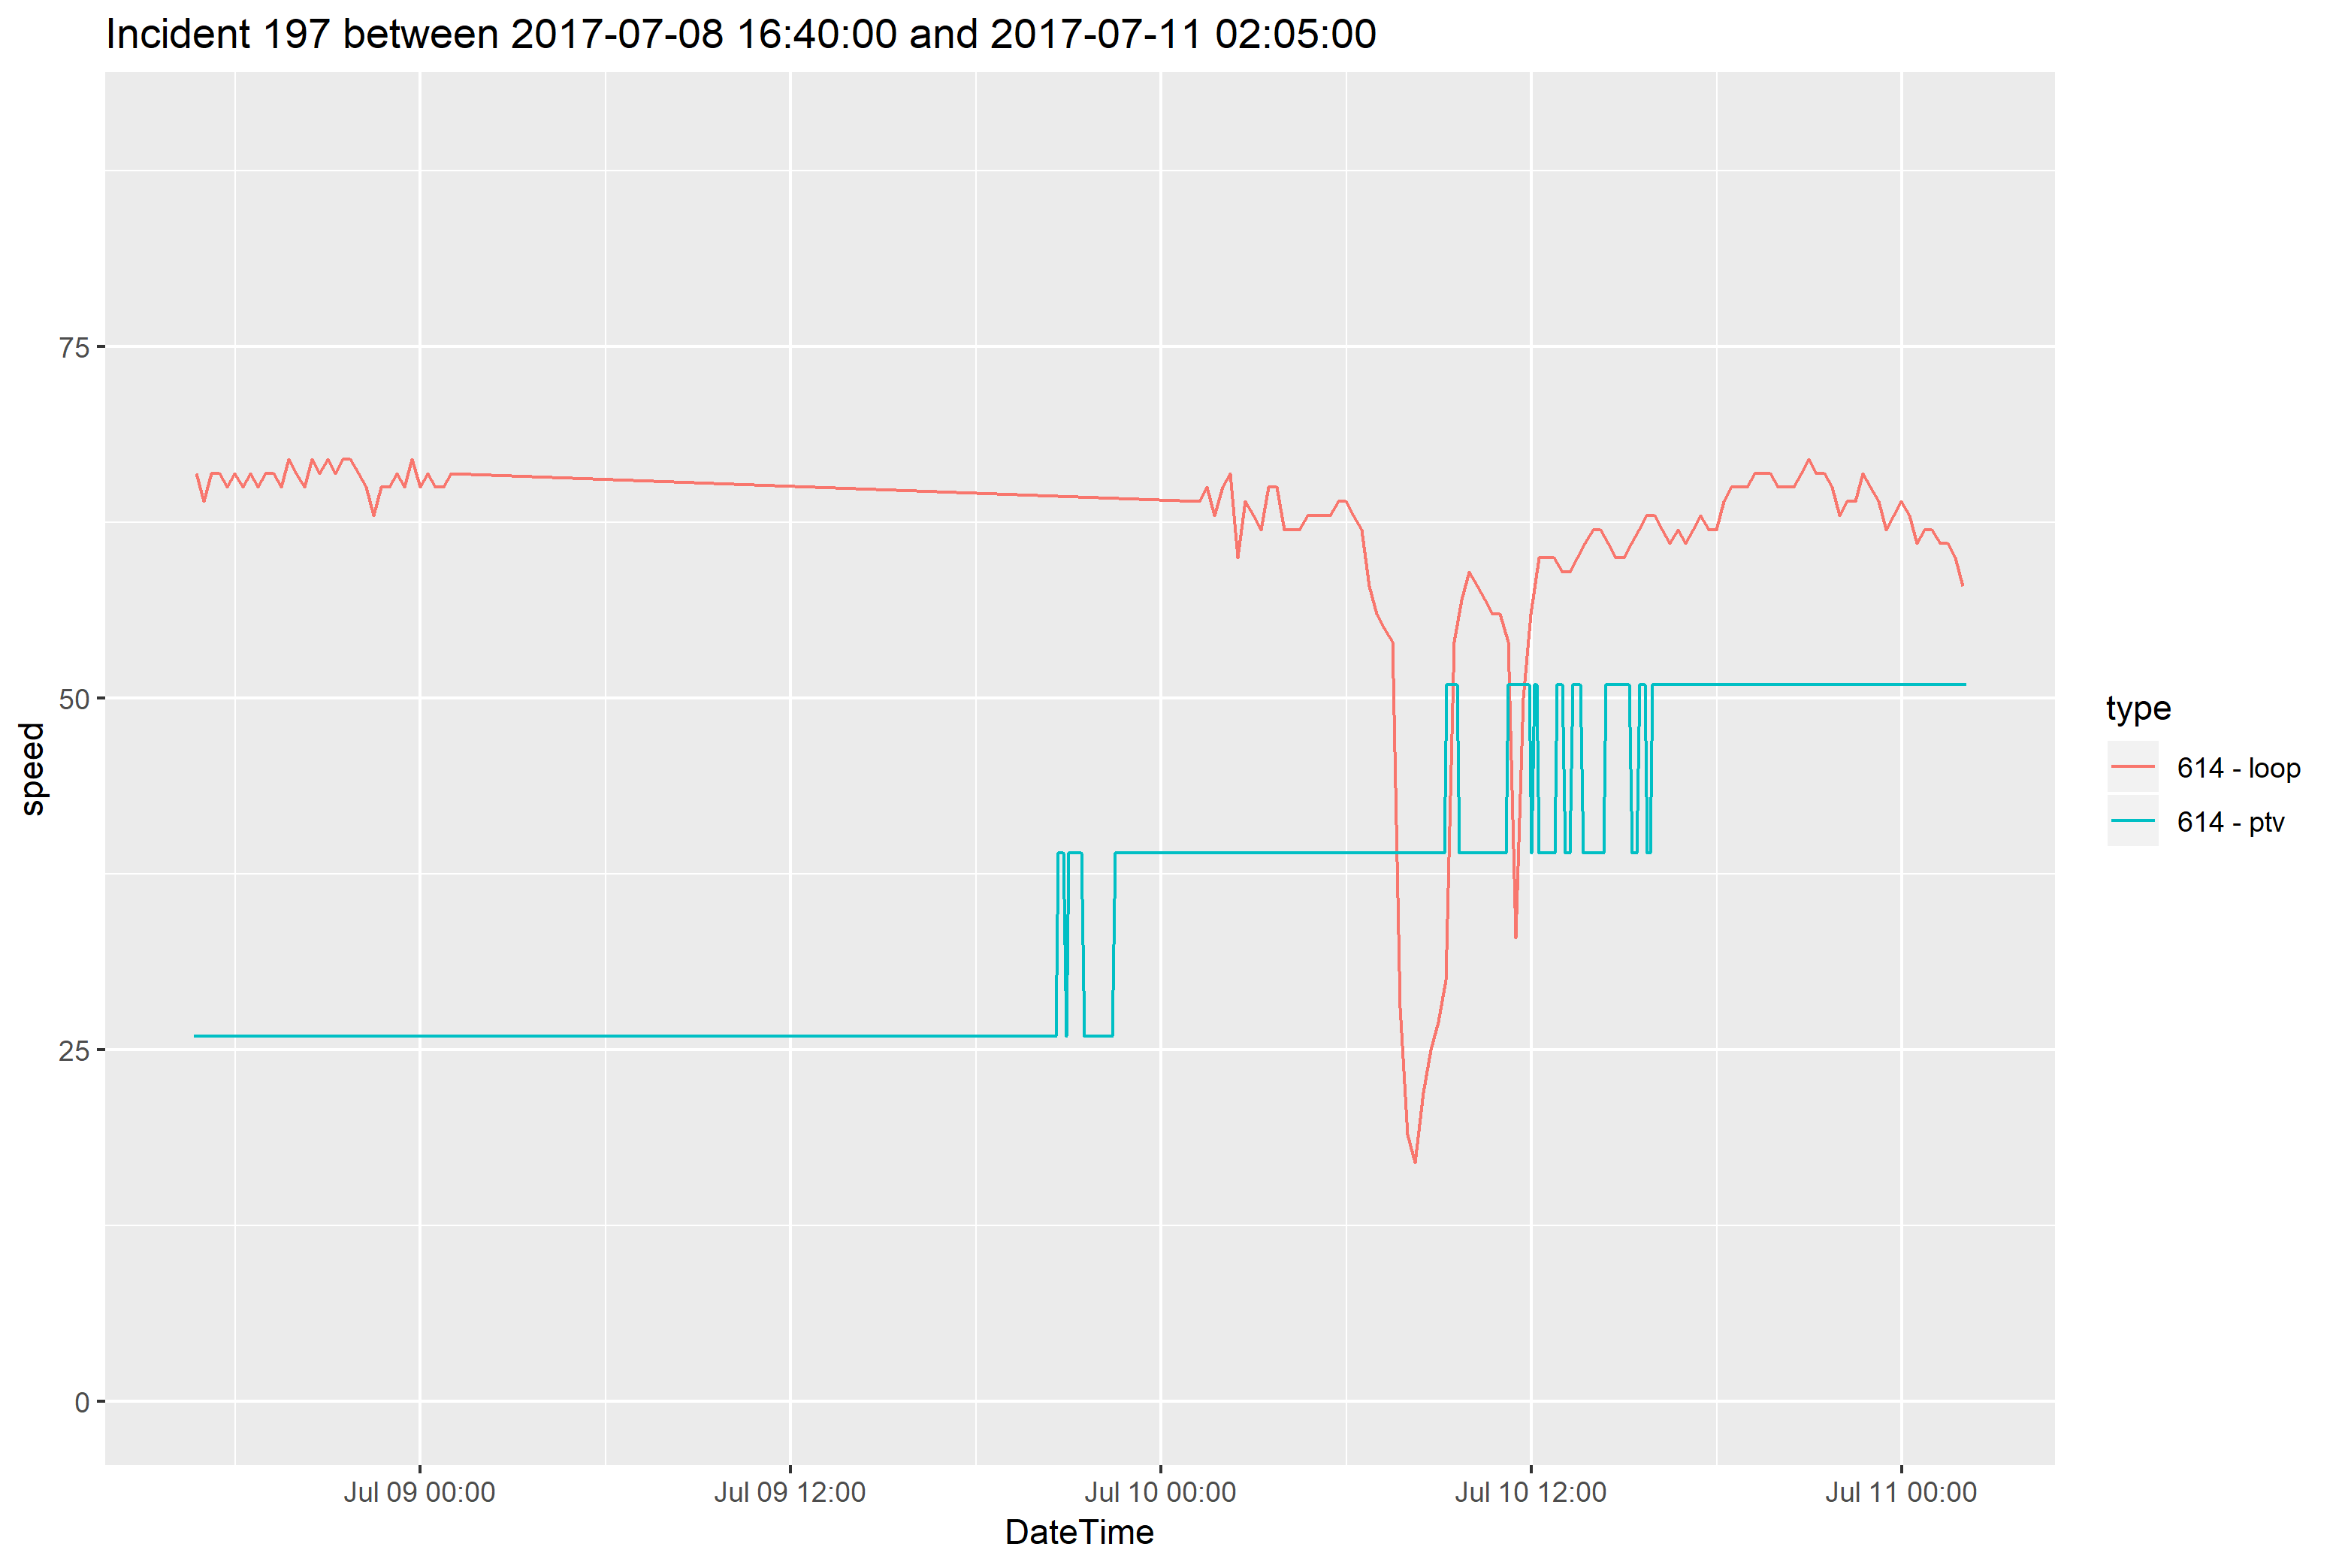 Incident 197 between 2017-07-08 16:40:00 and 2017-07-11 02:05:00
75
50
25
0
speed
Jul 09 00:00
Jul 09 12:00
Jul 10 00:00
Jul 10 12:00
Jul 11 00:00
DateTime
type
614 - loop
614 - ptv